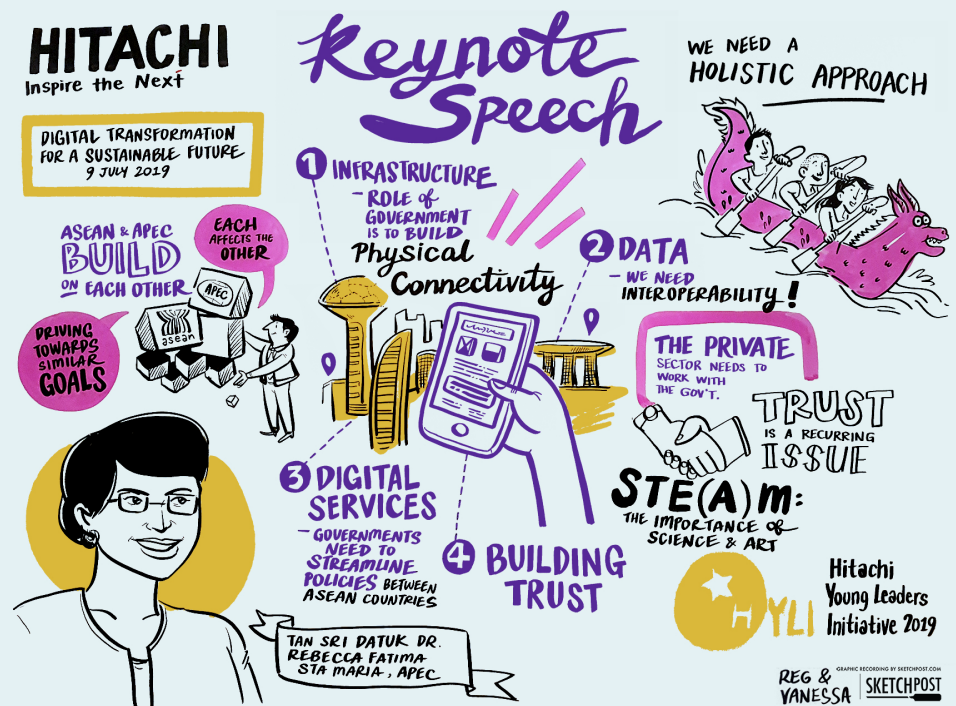 HITACHI
Inspire the Next
Keynote
Speech
WE NEED A
HOLISTIC APPROACH
DIGITAL TRANSFORMATION
FOR A SUSTAINABLE FUTURE
9 JULY 2019
1 INFRASTRUCTURE
- ROLE of
GOVERNMENT
IS TO BUILD
Physical
Connectivity
2 DATA
- WE NEED
INTEROPERABILITY!
ASEAN & APEC
BUILD
ON EACH OTHER
EACH
AFFECTS THE
OTHER
APEC
asean
DRIVING
TOWARDS
SIMILAR
GOALS
THE PRIVATE
SECTOR NEEDS TO
WORK WITH
THE GOV'T.
TRUST
IS A RECURRING
ISSUE
3 DIGITAL
SERVICES
- GOVERNMENTS
NEED TO
STREAMLINE
POLICIES BETWEEN
ASEAN COUNTRIES
4 BUILDING
TRUST
STE(A)M:
THE IMPORTANCE of
SCIENCE & ART
HYLI
Hitachi
Young Leaders
Initiative 2019
TAN SRI DATUK DR.
REBECCA FATIMA
STA MARIA, APEC
REG &
VANESSA
GRAPHIC RECORDING BY SKETCHPOST.COM
SKETCHPOST